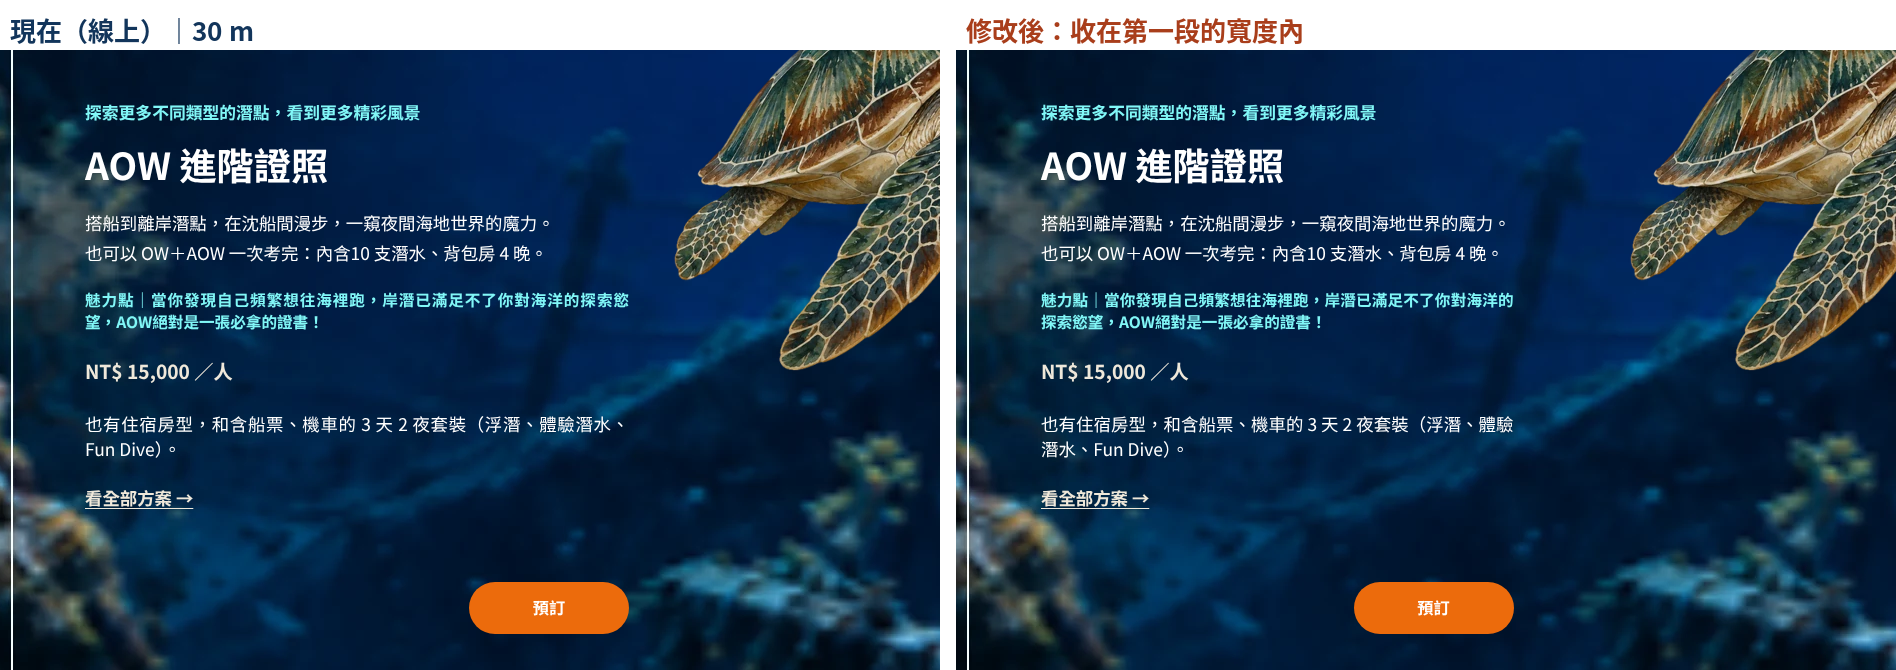 現在（線上）｜30 m
探索更多不同類型的潛點，看到更多精彩風景
AOW 進階證照
搭船到離岸潛點，在沈船間漫步，一窺夜間海地世界的魔力。
也可以 OW＋AOW 一次考完：內含10 支潛水、背包房 4 晚。
魅力點｜當你發現自己頻繁想往海裡跑，岸潛已滿足不了你對海洋的探索慾
望，AOW絕對是一張必拿的證書！
NT$ 15,000 ／人
也有住宿房型，和含船票、機車的 3 天 2 夜套裝（浮潛、體驗潛水、
Fun Dive）。
看全部方案 →
預訂
修改後：收在第一段的寬度內
探索更多不同類型的潛點，看到更多精彩風景
AOW 進階證照
搭船到離岸潛點，在沈船間漫步，一窺夜間海地世界的魔力。
也可以 OW＋AOW 一次考完：內含10 支潛水、背包房 4 晚。
魅力點｜當你發現自己頻繁想往海裡跑，岸潛已滿足不了你對海洋的
探索慾望，AOW絕對是一張必拿的證書！
NT$ 15,000 ／人
也有住宿房型，和含船票、機車的 3 天 2 夜套裝（浮潛、體驗
潛水、Fun Dive）。
看全部方案 →
預訂